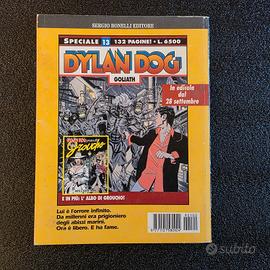 SERGIO BONELLI EDITORE
SPECIALE 13 132 PAGINE! - L. 6500
DYLAN DOG
GOLIATH
in edicola
dal
28 settembre
Groucho
E IN PIÙ: L'ALBO DI GROUCHO!
Lui è l'orrore infinito.
Da millenni era prigioniero
degli abissi marini.
Ora è libero. E ha fame.
subito